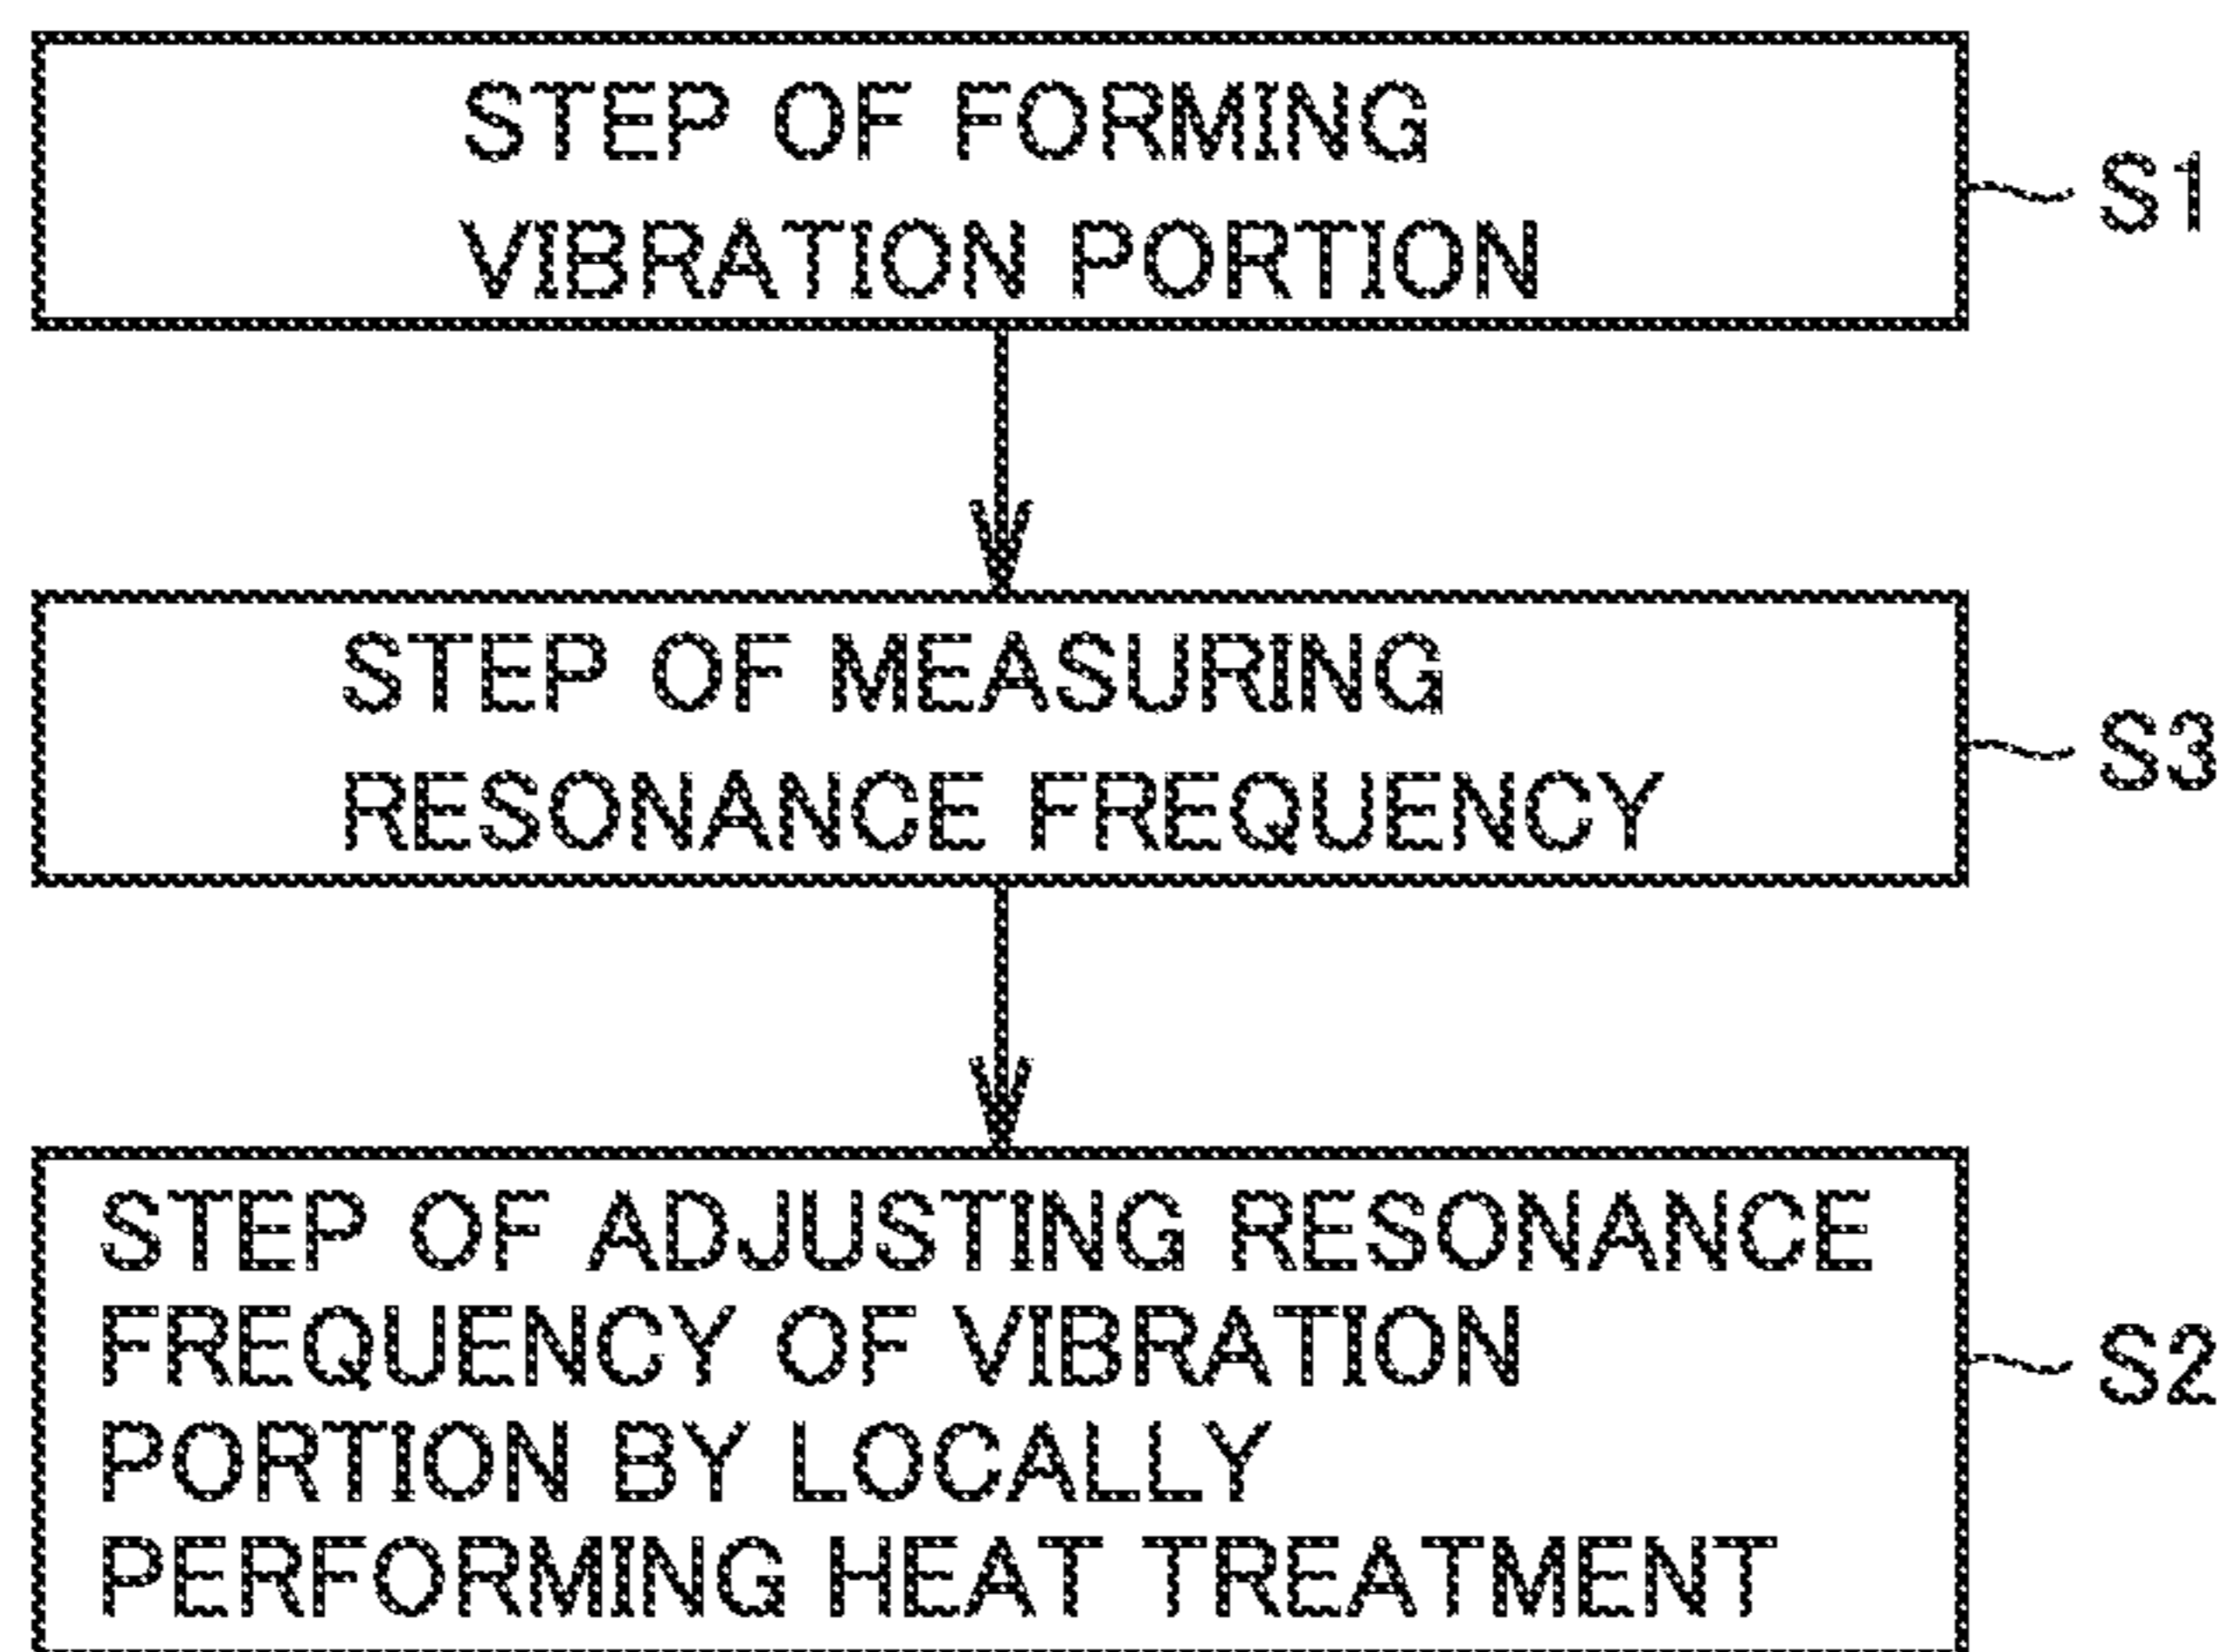 STEP OF FORMING
VIBRATION PORTION
S1
STEP OF MEASURING
RESONANCE FREQUENCY
S3
STEP OF ADJUSTING RESONANCE
FREQUENCY OF VIBRATION
PORTION BY LOCALLY
PERFORMING HEAT TREATMENT
S2